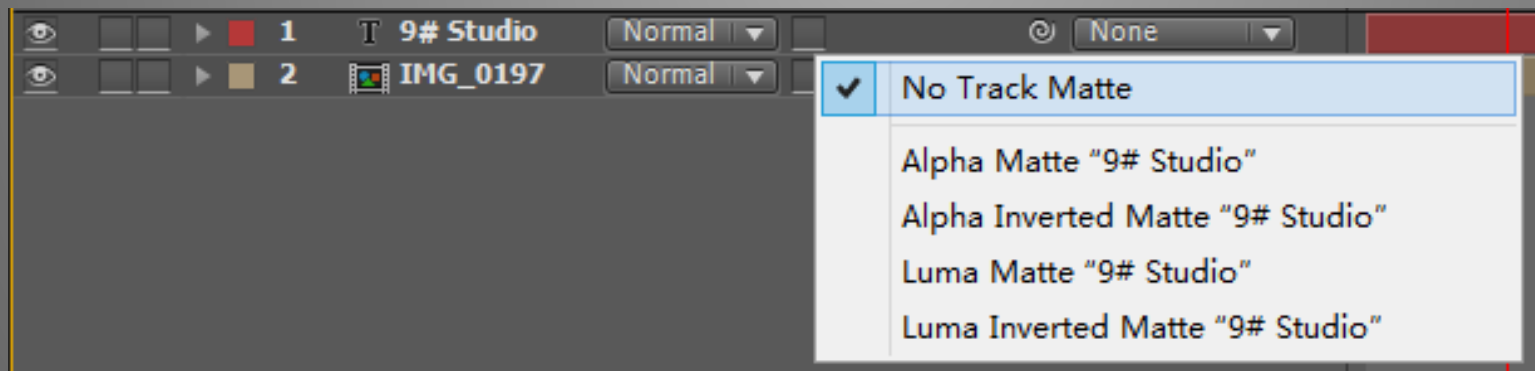 1 T 9# Studio Normal None
2 IMG_0197 Normal
No Track Matte
Alpha Matte “9# Studio”
Alpha Inverted Matte “9# Studio”
Luma Matte “9# Studio”
Luma Inverted Matte “9# Studio”